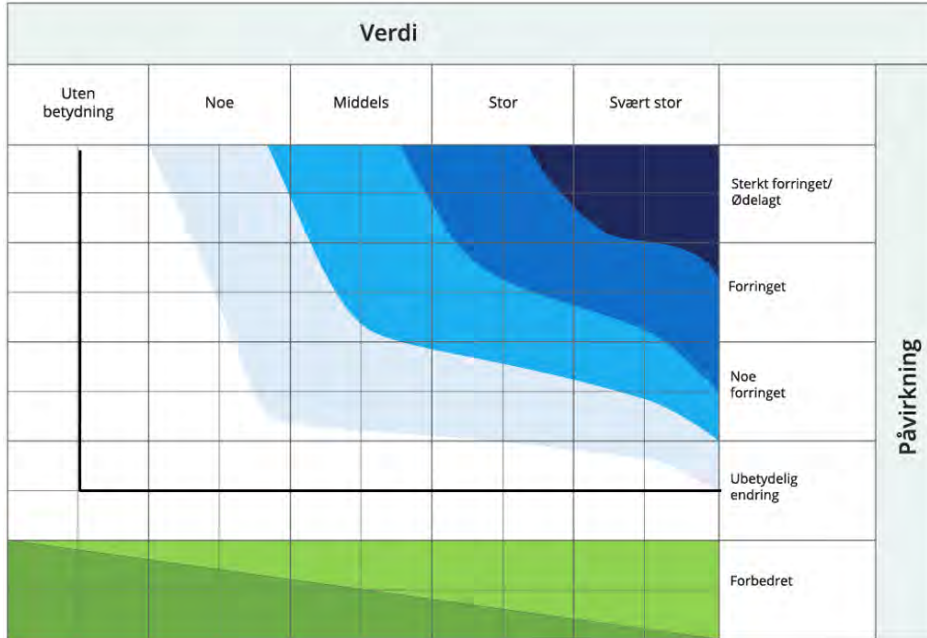 Verdi
Uten
betydning
Noe
Middels
Stor
Svært stor
Sterkt forringet/
Ødelagt
Forringet
Noe
forringet
Ubetydelig
endring
Forbedret
Påvirkning